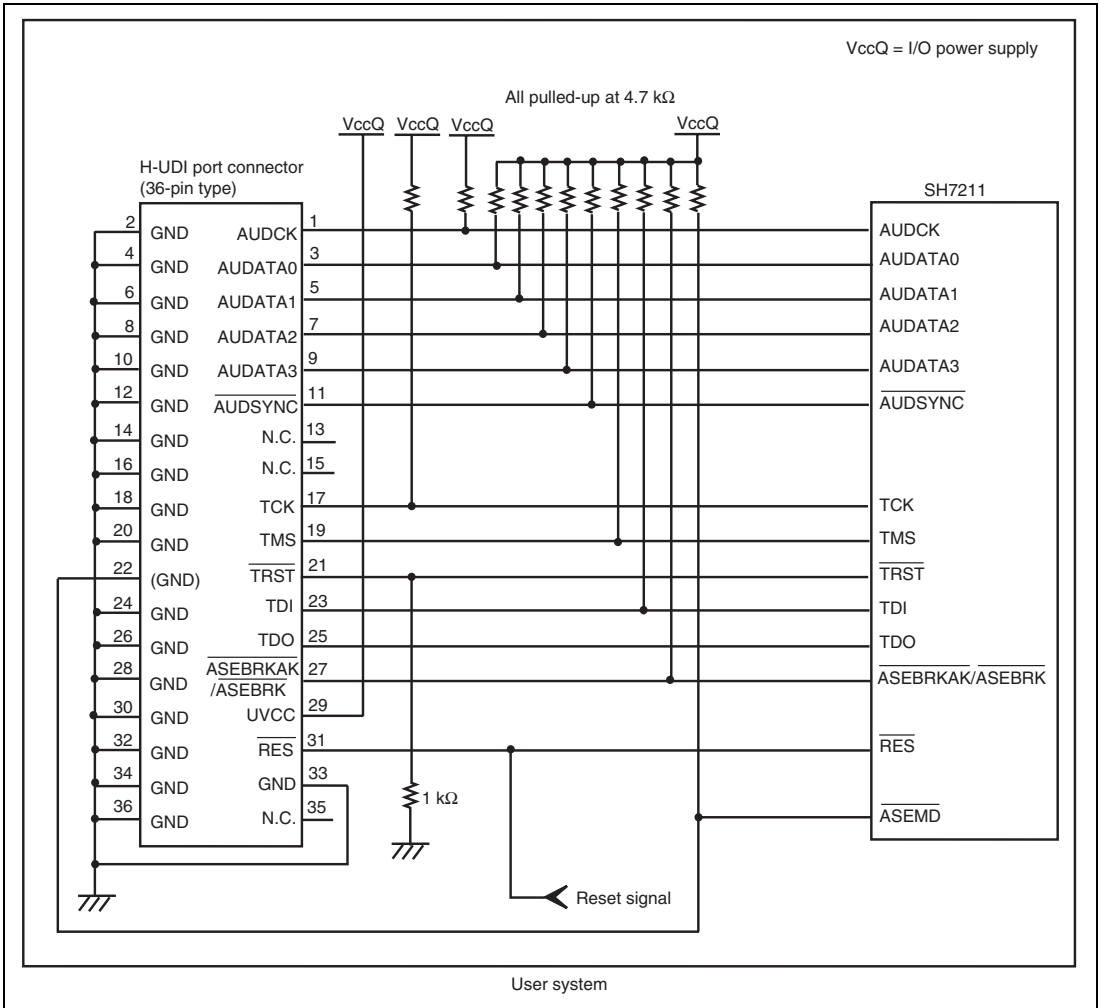 VccQ = I/O power supply
All pulled-up at 4.7 kΩ
VccQ VccQ VccQ VccQ
H-UDI port connector
(36-pin type)
SH7211
2 GND AUDCK 1 AUDCK
4 GND AUDATA0 3 AUDATA0
6 GND AUDATA1 5 AUDATA1
8 GND AUDATA2 7 AUDATA2
10 GND AUDATA3 9 AUDATA3
12 GND AUDSYNC 11 AUDSYNC
14 GND N.C. 13
16 GND N.C. 15
18 GND TCK 17 TCK
20 GND TMS 19 TMS
22 (GND) TRST 21 TRST
24 GND TDI 23 TDI
26 GND TDO 25 TDO
28 GND ASEBRKAK 27 ASEBRKAK/ASEBRK
/ASEBRK
30 GND UVCC 29
32 GND RES 31 RES
34 GND GND 33
1 kΩ
36 GND N.C. 35 ASEMD
Reset signal
User system